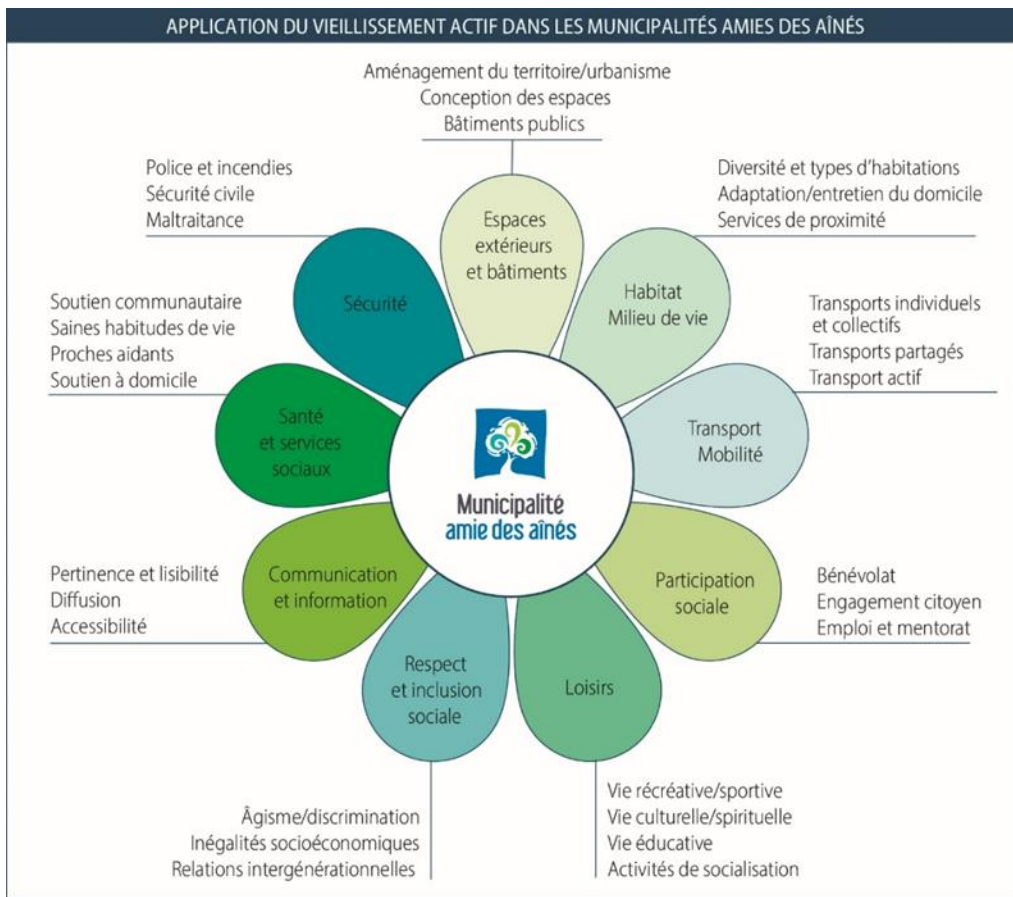 APPLICATION DU VIEILLISSEMENT ACTIF DANS LES MUNICIPALITÉS AMIES DES AÎNÉS
Aménagement du territoire/urbanisme
Conception des espaces
Bâtiments publics
Espaces
extérieurs
et bâtiments
Diversité et types d'habitations
Adaptation/entretien du domicile
Services de proximité
Habitat
Milieu de vie
Transports individuels
et collectifs
Transports partagés
Transport actif
Transport
Mobilité
Bénévolat
Engagement citoyen
Emploi et mentorat
Participation
sociale
Loisirs
Vie récréative/sportive
Vie culturelle/spirituelle
Vie éducative
Activités de socialisation
Respect
et inclusion
sociale
Âgisme/discrimination
Inégalités socioéconomiques
Relations intergénérationnelles
Communication
et information
Pertinence et lisibilité
Diffusion
Accessibilité
Santé
et services
sociaux
Soutien communautaire
Saines habitudes de vie
Proches aidants
Soutien à domicile
Sécurité
Police et incendies
Sécurité civile
Maltraitance
Municipalité
amie des aînés